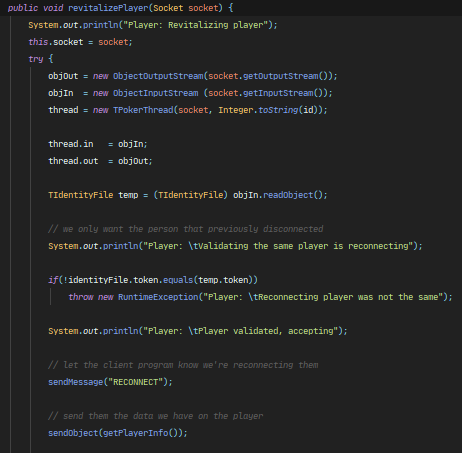 public void revitalizePlayer(Socket socket) {
System.out.println("Player: Revitalizing player");
this.socket = socket;
try {
objOut = new ObjectOutputStream(socket.getOutputStream());
objIn  = new ObjectInputStream (socket.getInputStream());
thread = new TPokerThread(socket, Integer.toString(id));
thread.in   = objIn;
thread.out  = objOut;
TIdentityFile temp = (TIdentityFile) objIn.readObject();
// we only want the person that previously disconnected
System.out.println("Player: \tValidating the same player is reconnecting");
if(!identityFile.token.equals(temp.token))
throw new RuntimeException("Player: \tReconnecting player was not the same");
System.out.println("Player: \tPlayer validated, accepting");
// let the client program know we're reconnecting them
sendMessage("RECONNECT");
// send them the data we have on the player
sendObject(getPlayerInfo());